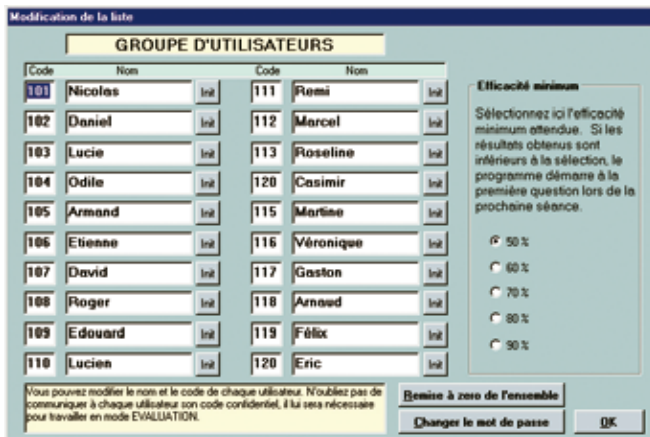 Modification de la liste
GROUPE D'UTILISATEURS
Code Nom Code Nom
101 Nicolas Init 111 Remi Init
102 Daniel Init 112 Marcel Init
103 Lucie Init 113 Roseline Init
104 Odile Init 120 Casimir Init
105 Armand Init 115 Martine Init
106 Etienne Init 116 Véronique Init
107 David Init 117 Gaston Init
108 Roger Init 118 Arnaud Init
109 Edouard Init 119 Félix Init
110 Lucien Init 120 Eric Init
Efficacité minimum
Sélectionnez ici l'efficacité
minimum attendue. Si les
résultats obtenus sont
inférieurs à la sélection, le
programme démarre à la
première question lors de la
prochaine séance.
50 %
60 %
70 %
80 %
90 %
Vous pouvez modifier le nom et le code de chaque utilisateur. N'oubliez pas de
communiquer à chaque utilisateur son code confidentiel, il lui sera nécessaire
pour travailler en mode EVALUATION.
Remise à zero de l'ensemble
Changer le mot de passe
OK